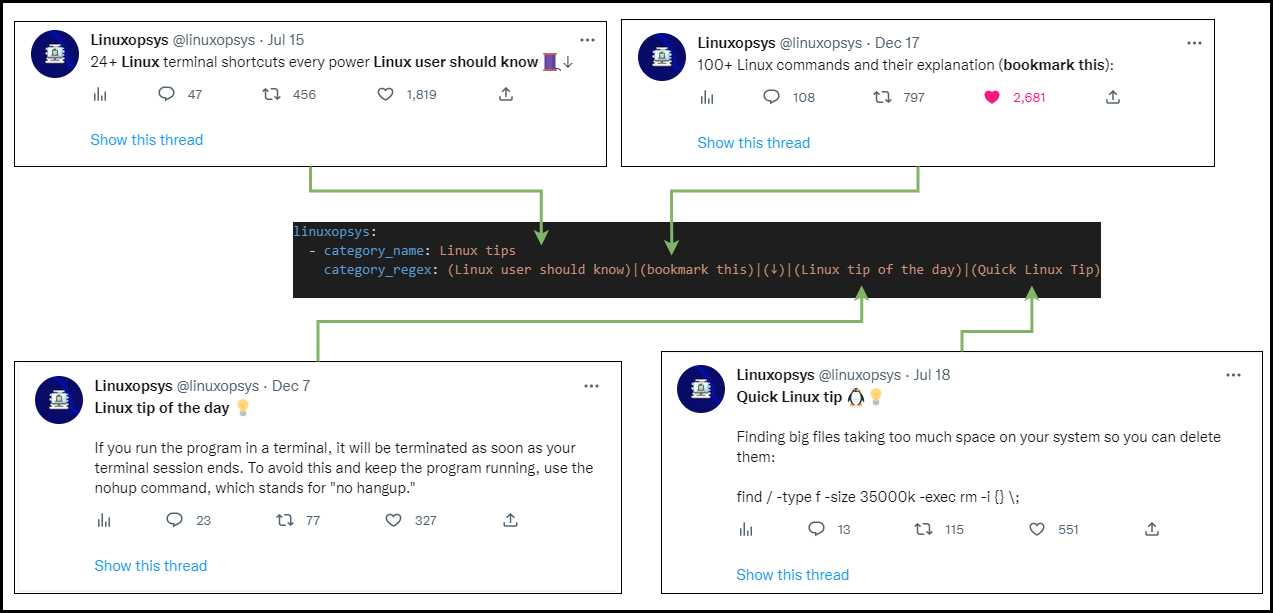 Linuxopsys @linuxopsys · Jul 15
24+ Linux terminal shortcuts every power Linux user should know 🧵↓
47 456 1,819
Show this thread
Linuxopsys @linuxopsys · Dec 17
100+ Linux commands and their explanation (bookmark this):
108 797 2,681
Show this thread
linuxopsys:
- category_name: Linux tips
category_regex: (Linux user should know)|(bookmark this)|(↓)|(Linux tip of the day)|(Quick Linux Tip)
Linuxopsys @linuxopsys · Dec 7
Linux tip of the day 💡
If you run the program in a terminal, it will be terminated as soon as your
terminal session ends. To avoid this and keep the program running, use the
nohup command, which stands for "no hangup."
23 77 327
Show this thread
Linuxopsys @linuxopsys · Jul 18
Quick Linux tip 🐧💡
Finding big files taking too much space on your system so you can delete
them:
find / -type f -size 35000k -exec rm -i {} \;
13 115 551
Show this thread